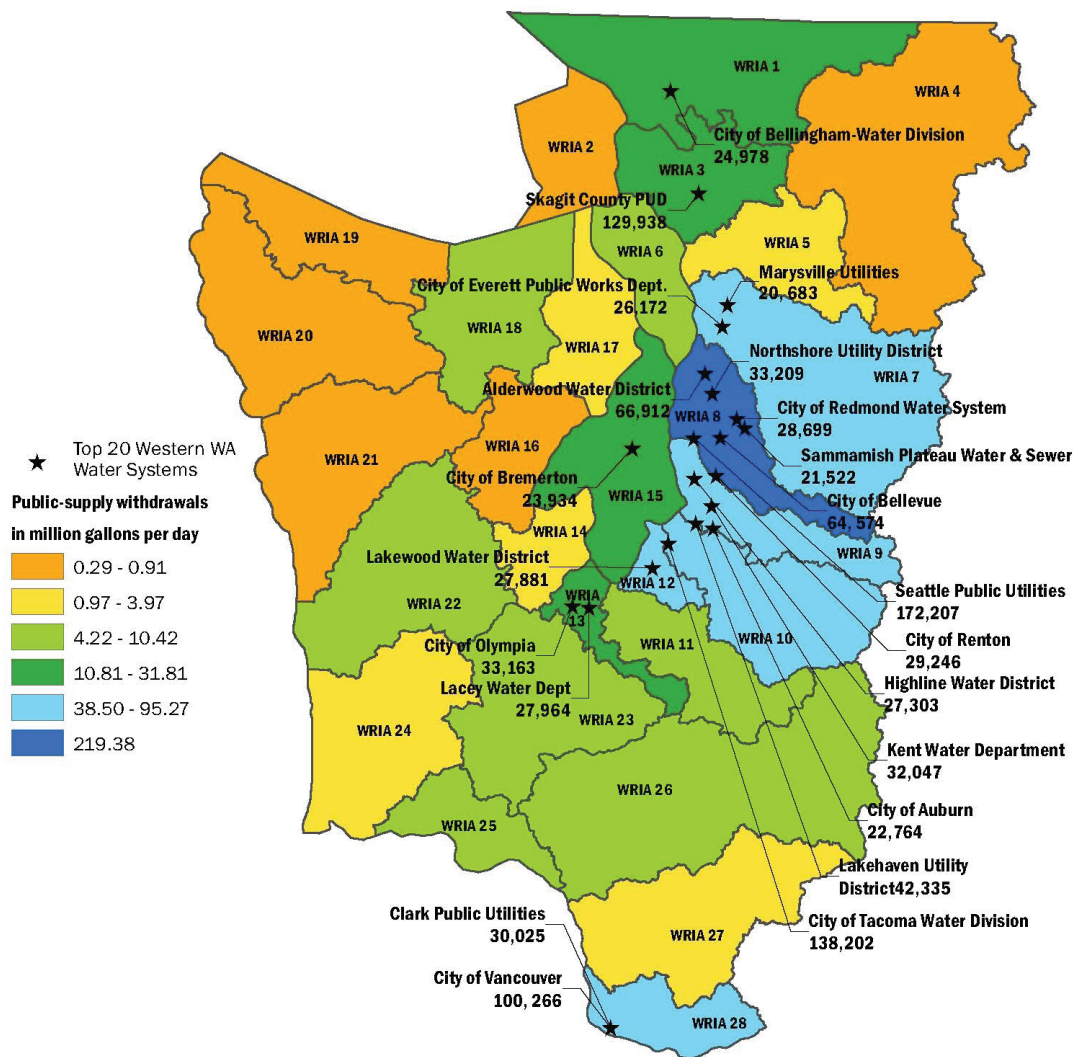 WRIA 1
WRIA 4
City of Bellingham-Water Division
24,978
WRIA 2
WRIA 3
Skagit County PUD
129,938
WRIA 19
WRIA 6
WRIA 5
Marysville Utilities
20,683
City of Everett Public Works Dept.
26,172
WRIA 20
WRIA 18
WRIA 17
Northshore Utility District
33,209
WRIA 7
Alderwood Water District
66,912
WRIA 8
City of Redmond Water System
28,699
Top 20 Western WA
Water Systems
WRIA 21
WRIA 16
Sammamish Plateau Water & Sewer
21,522
City of Bremerton
23,934
WRIA 15
City of Bellevue
64, 574
Public-supply withdrawals
in million gallons per day
0.29 - 0.91
0.97 - 3.97
4.22 - 10.42
10.81 - 31.81
38.50 - 95.27
219.38
WRIA 14
WRIA 9
Lakewood Water District
27,881
WRIA 12
Seattle Public Utilities
172,207
WRIA 22
WRIA
13
WRIA 11
WRIA 10
City of Olympia
33,163
City of Renton
29,246
Lacey Water Dept
27,964
Highline Water District
27,303
WRIA 23
WRIA 24
Kent Water Department
32,047
WRIA 26
City of Auburn
22,764
WRIA 25
Lakehaven Utility
District42,335
Clark Public Utilities
30,025
City of Tacoma Water Division
138,202
WRIA 27
City of Vancouver
100, 266
WRIA 28